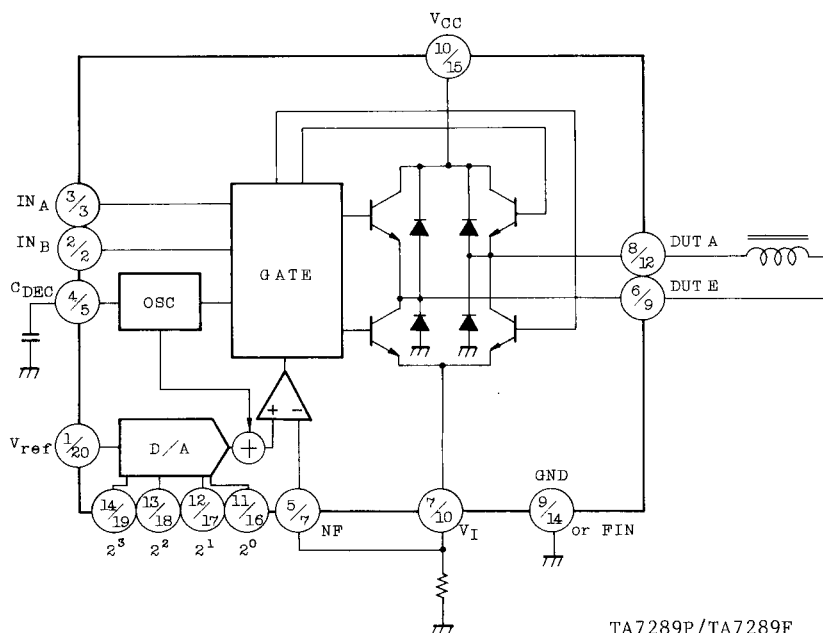 VCC
10/15
INA
3/3
INB
2/2
CDEC
4/5
OSC
GATE
8/12
DUT A
6/9
DUT E
+ -
Vref
1/20
D/A
+
14/19
13/18
12/17
11/16
5/7
NF
7/10
VI
GND
9/14
or FIN
2³
2²
2¹
2⁰
TA7289P/TA7289F